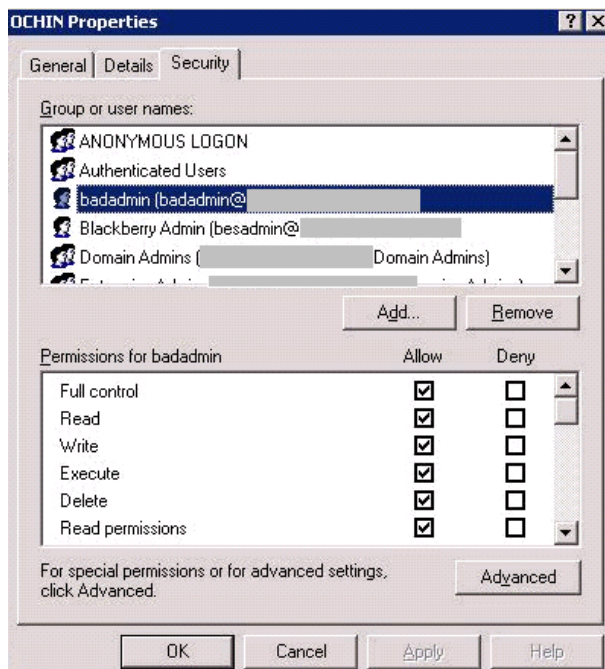 OCHIN Properties
General Details Security
Group or user names:
ANONYMOUS LOGON
Authenticated Users
badadmin (badadmin@
Blackberry Admin (besadmin@
Domain Admins ( Domain Admins)
Add... Remove
Permissions for badadmin Allow Deny
Full control
Read
Write
Execute
Delete
Read permissions
For special permissions or for advanced settings,
click Advanced.
Advanced
OK Cancel Apply Help